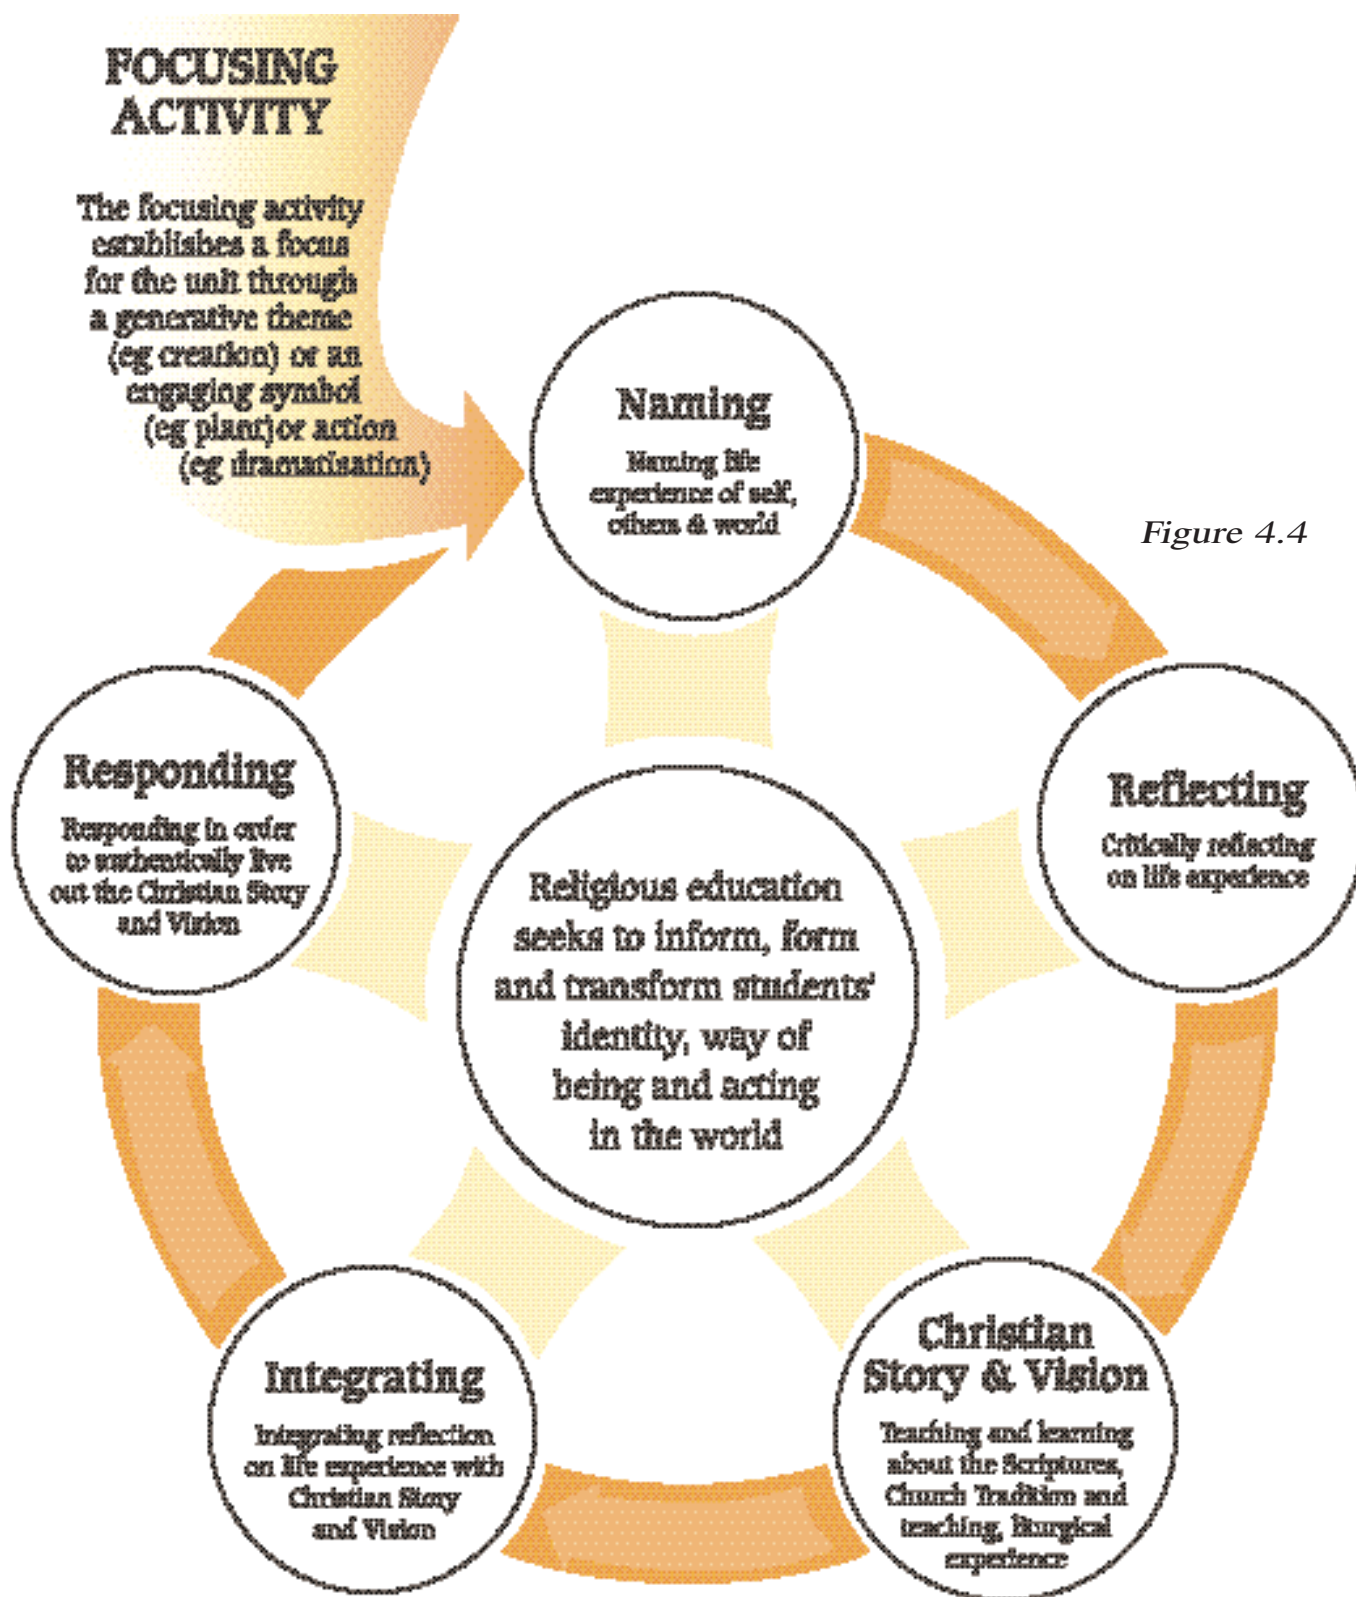 FOCUSING
ACTIVITY
The focusing activity
establishes a focus
for the unit through
a generative theme
(eg creation) or an
engaging symbol
(eg plant)or action
(eg dramatisation)
Naming
Naming life
experience of self,
others & world
Figure 4.4
Reflecting
Critically reflecting
on life experience
Christian
Story & Vision
Teaching and learning
about the Scriptures,
Church Tradition and
teaching, liturgical
experience
Integrating
Integrating reflection
on life experience with
Christian Story
and Vision
Responding
Responding in order
to authentically live
out the Christian Story
and Vision
Religious education
seeks to inform, form
and transform students'
identity, way of
being and acting
in the world